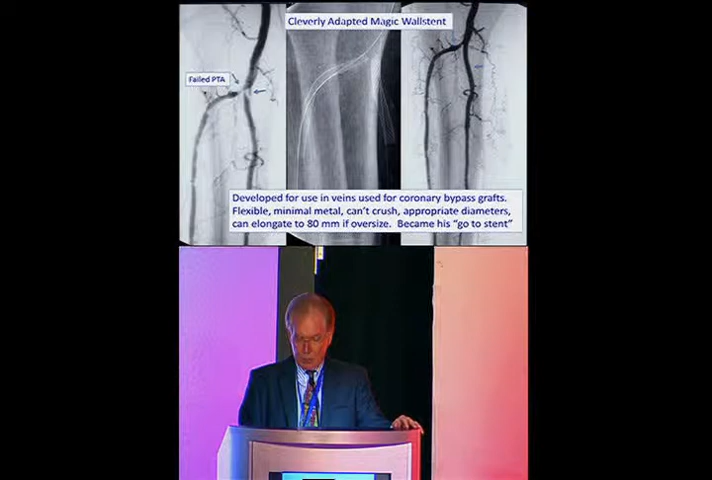 Cleverly Adapted Magic Wallstent
Failed PTA
Developed for use in veins used for coronary bypass grafts.
Flexible, minimal metal, can't crush, appropriate diameters,
can elongate to 80 mm if oversize. Became his "go to stent"